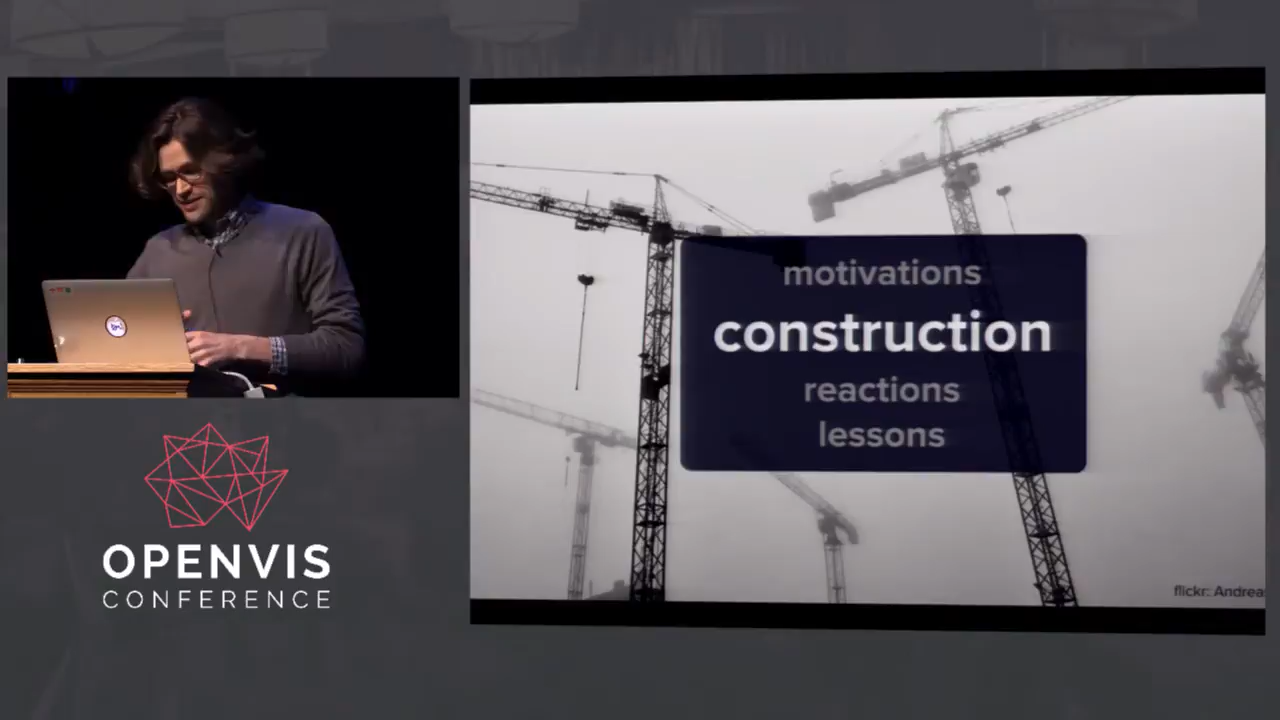 motivations
construction
reactions
lessons
flickr: Andrea
OPENVIS
CONFERENCE